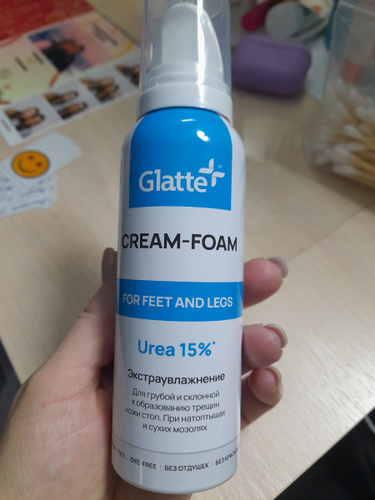 Glatte
CREAM-FOAM
FOR FEET AND LEGS
Urea 15%*
Экстраувлажнение
Для грубой и склонной
к образованию трещин
кожи стоп. При натоптышах
и сухих мозолях
DYE-FREE · БЕЗ ОТДУШЕК · БЕЗ